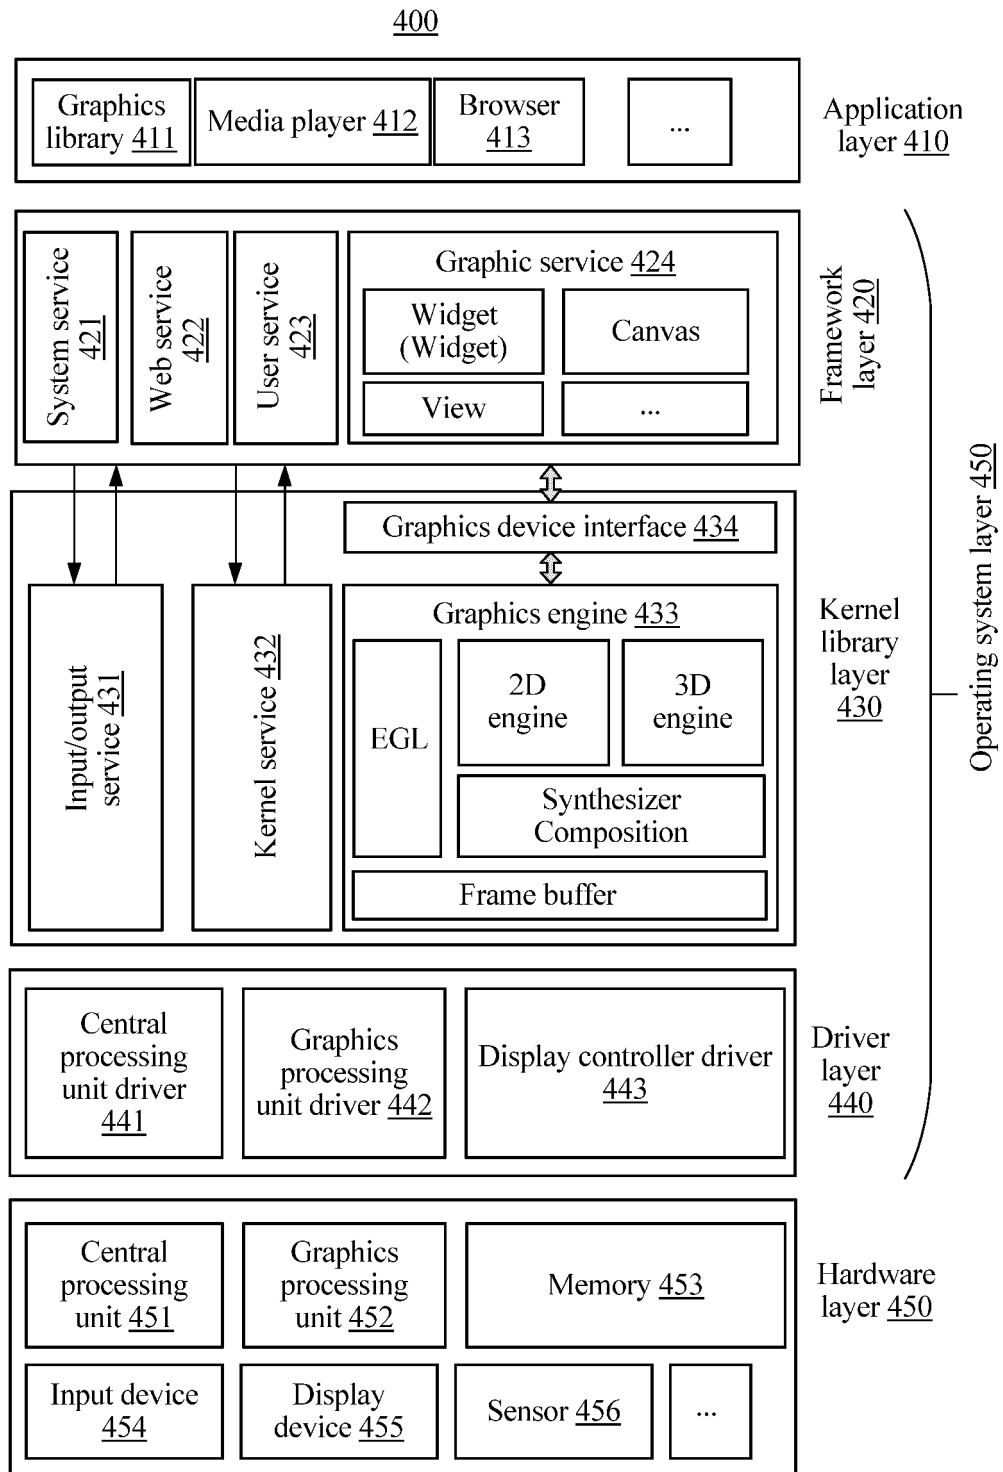 400
Graphics
library 411
Media player 412
Browser
413
...
Application
layer 410
System service
421
Web service
422
User service
423
Graphic service 424
Widget
(Widget)
Canvas
View
...
Framework
layer 420
Graphics device interface 434
Input/output
service 431
Kernel service 432
Graphics engine 433
EGL
2D
engine
3D
engine
Synthesizer
Composition
Frame buffer
Kernel
library
layer
430
Operating system layer 450
Central
processing
unit driver
441
Graphics
processing
unit driver 442
Display controller driver
443
Driver
layer
440
Central
processing
unit 451
Graphics
processing
unit 452
Memory 453
Hardware
layer 450
Input device
454
Display
device 455
Sensor 456
...